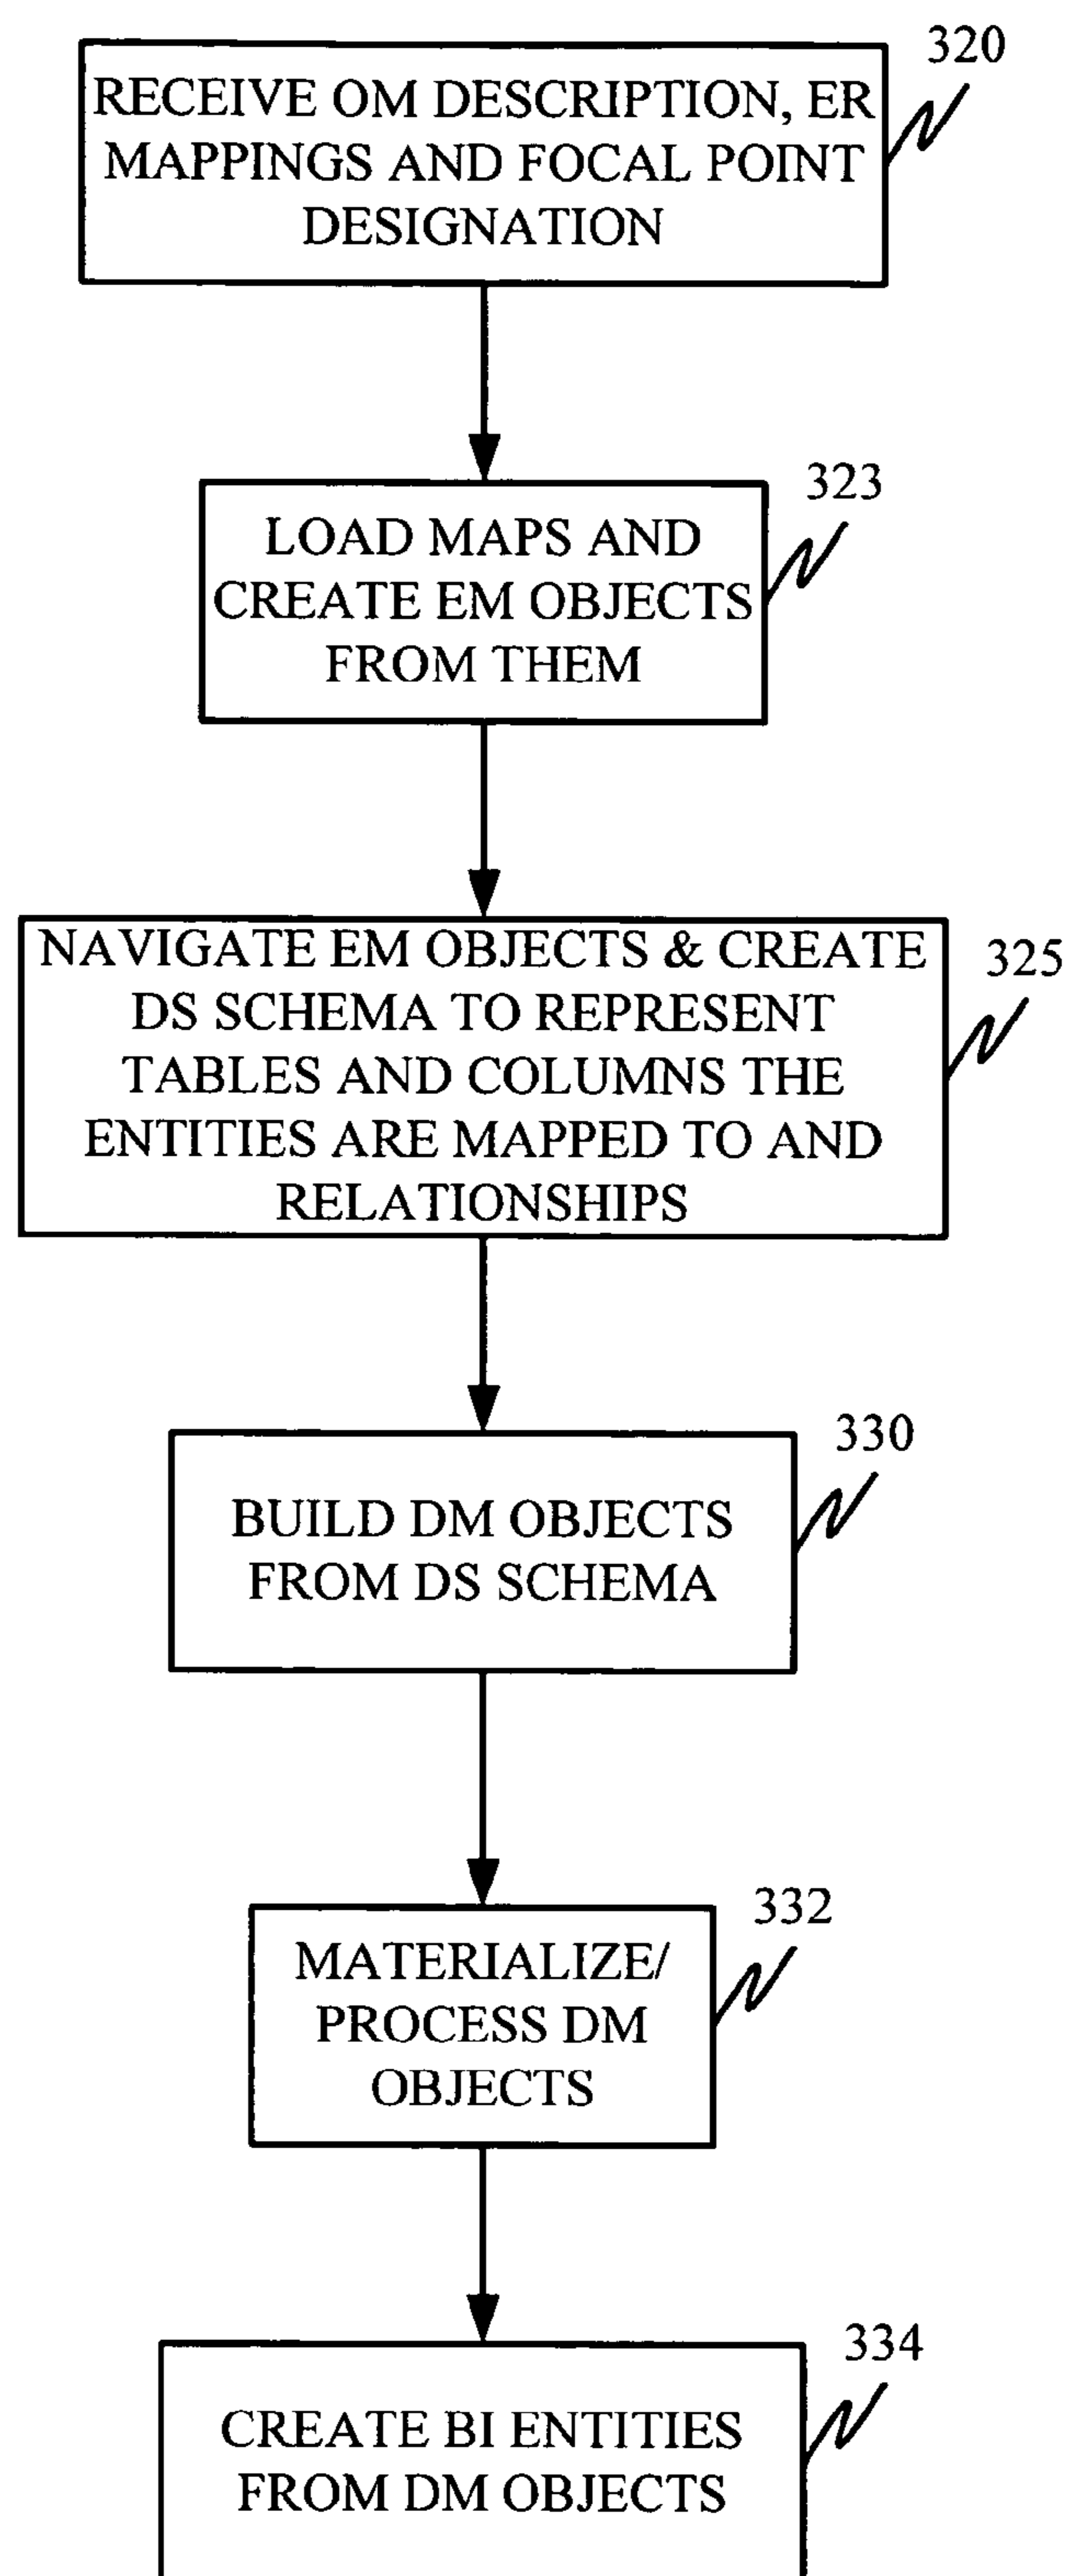 320
RECEIVE OM DESCRIPTION, ER
MAPPINGS AND FOCAL POINT
DESIGNATION
323
LOAD MAPS AND
CREATE EM OBJECTS
FROM THEM
325
NAVIGATE EM OBJECTS & CREATE
DS SCHEMA TO REPRESENT
TABLES AND COLUMNS THE
ENTITIES ARE MAPPED TO AND
RELATIONSHIPS
330
BUILD DM OBJECTS
FROM DS SCHEMA
332
MATERIALIZE/
PROCESS DM
OBJECTS
334
CREATE BI ENTITIES
FROM DM OBJECTS